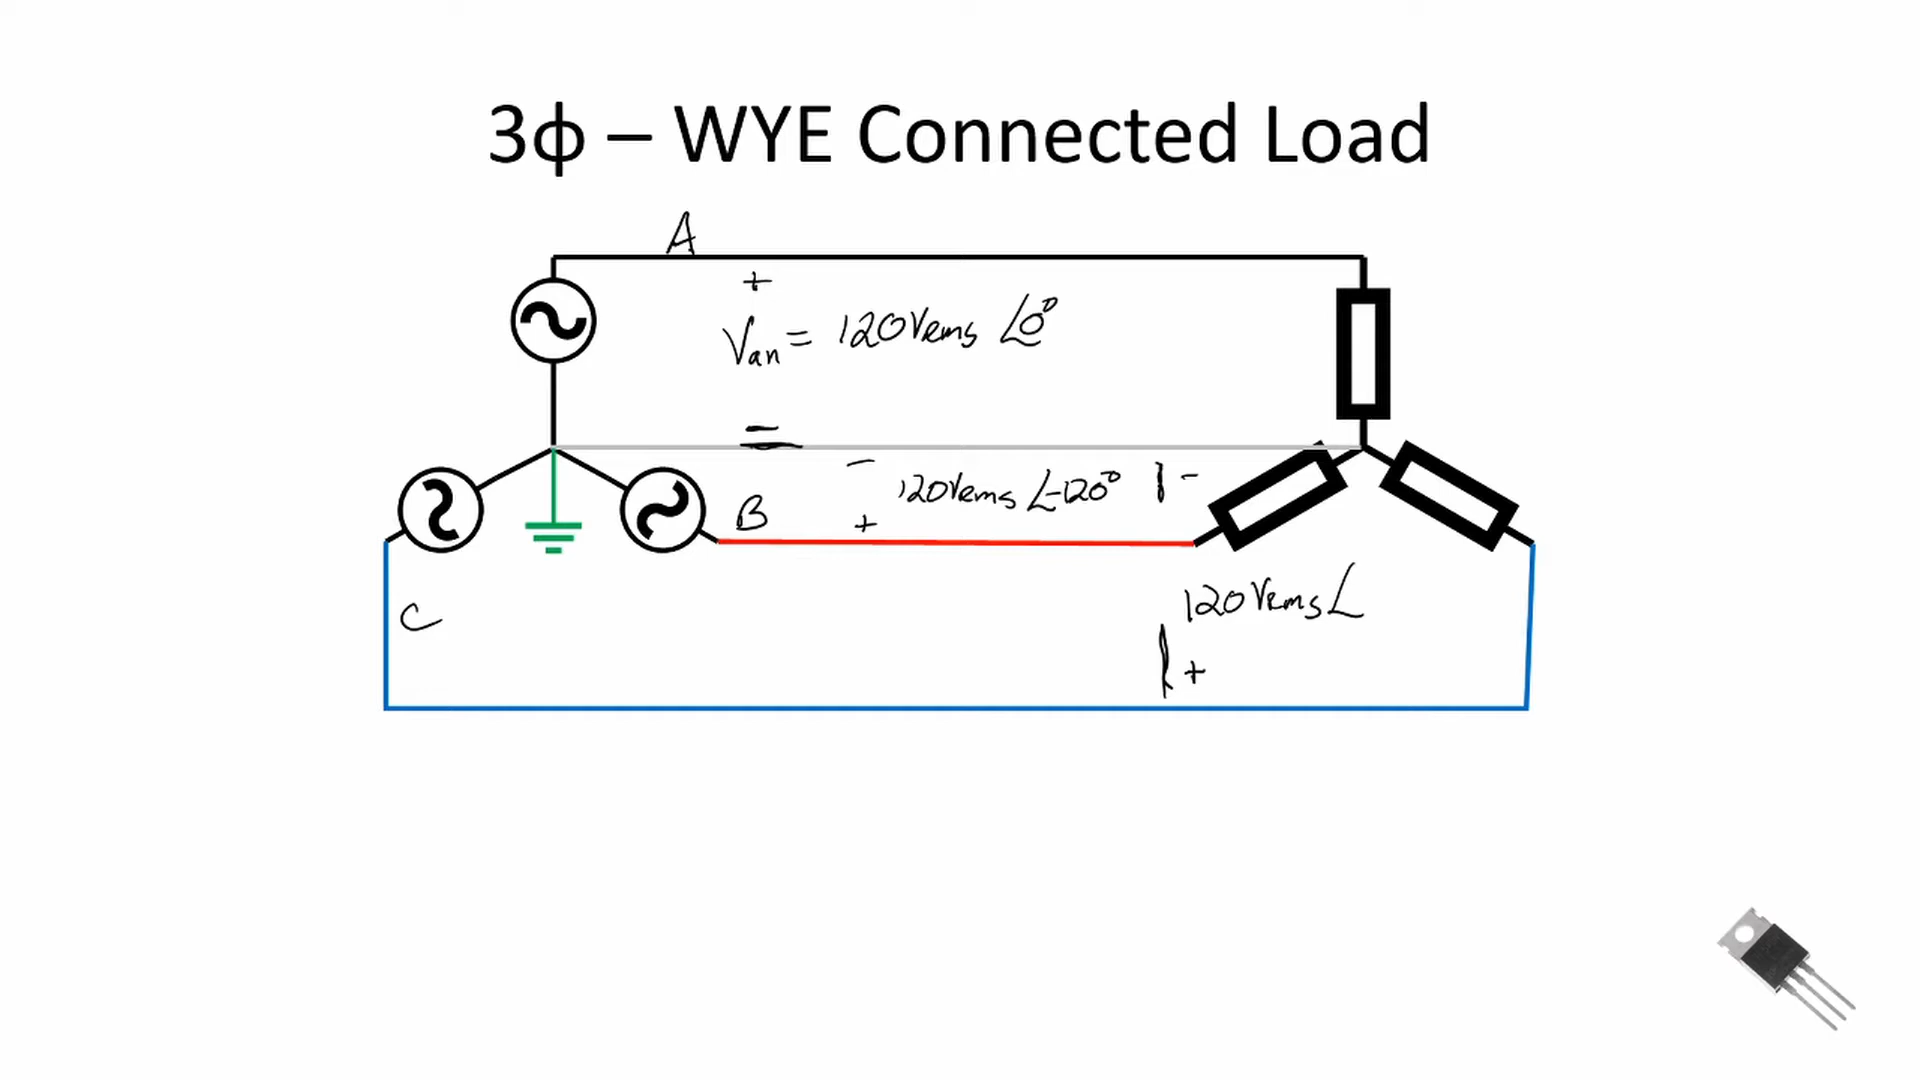 3ϕ – WYE Connected Load
A
+
Van = 120Vrms ∠0°
–
– 120Vrms ∠-120° –
B +
120Vrms∠
C
+